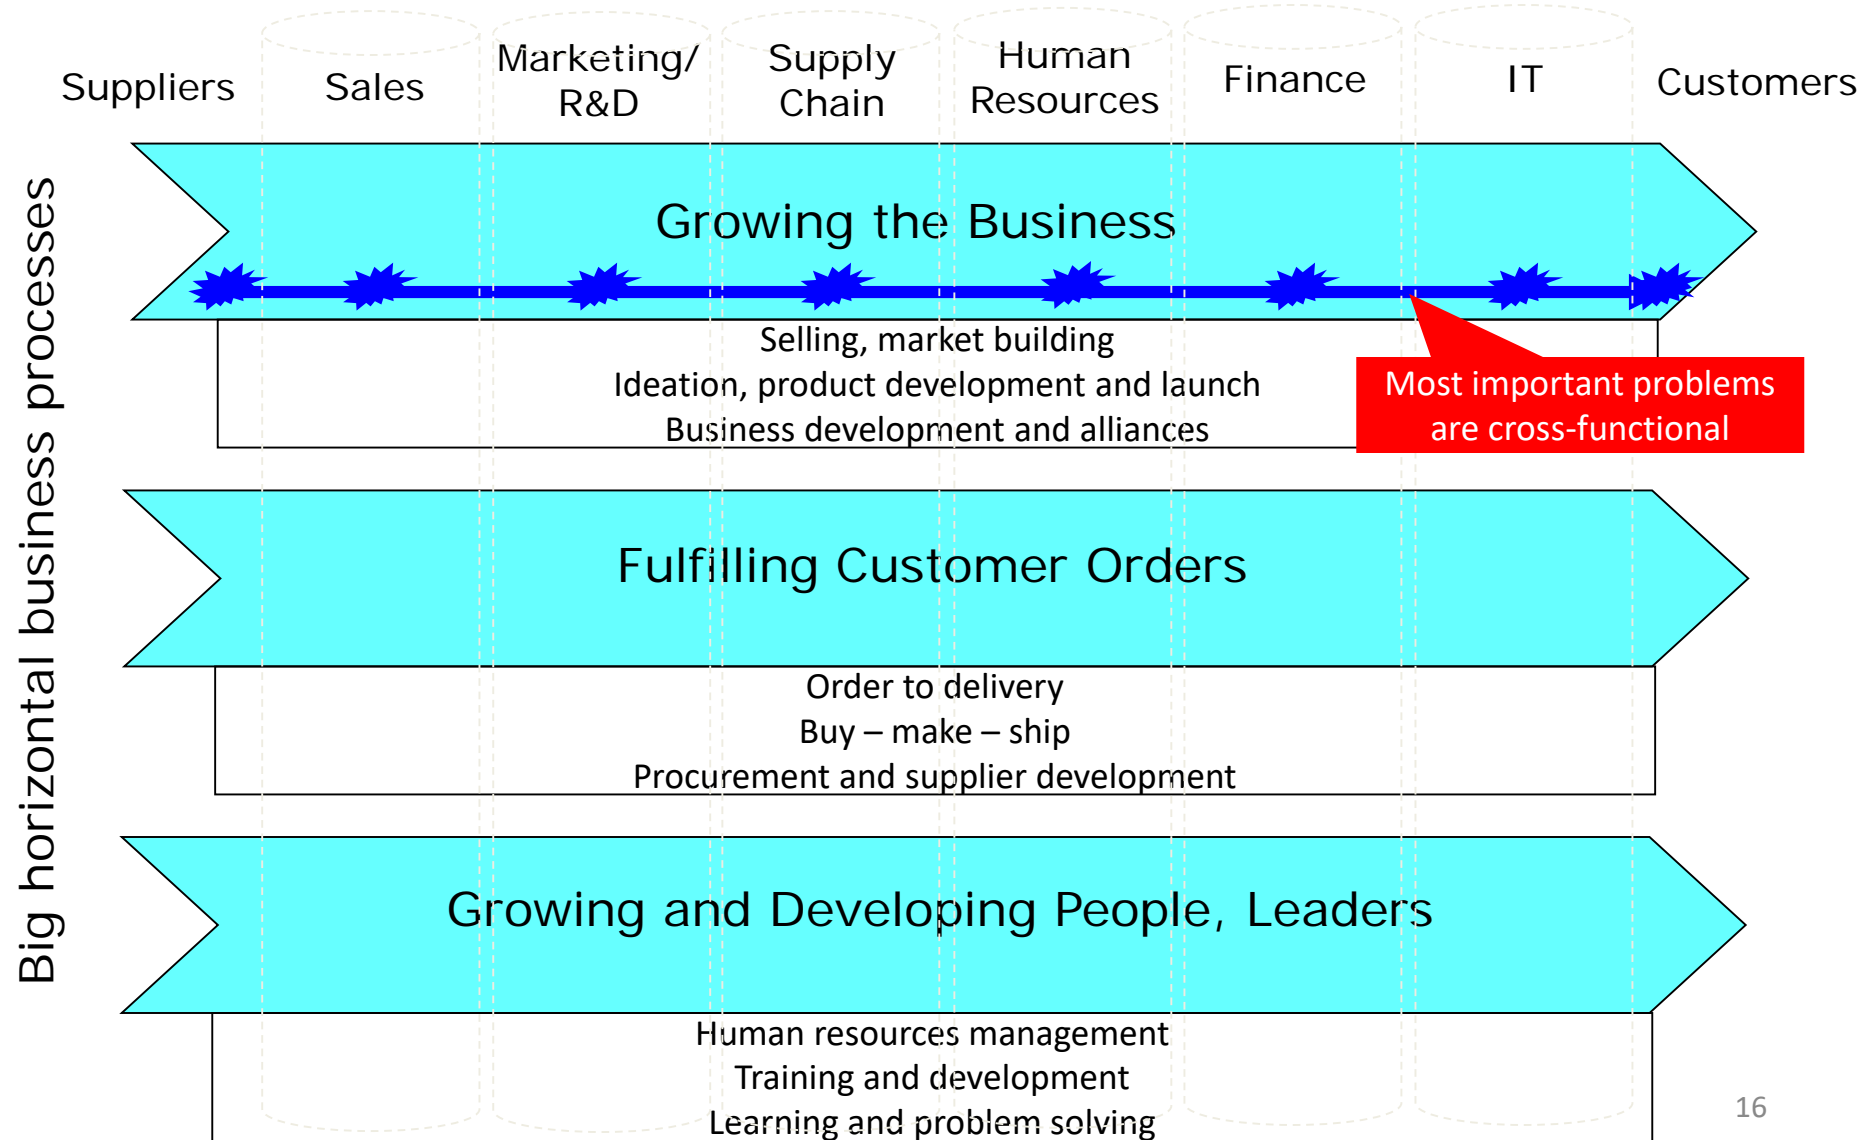 Suppliers
Sales
Marketing/
R&D
Supply
Chain
Human
Resources
Finance
IT
Customers
Big horizontal business processes
Growing the Business
Selling, market building
Ideation, product development and launch
Business development and alliances
Most important problems
are cross-functional
Fulfilling Customer Orders
Order to delivery
Buy – make – ship
Procurement and supplier development
Growing and Developing People, Leaders
Human resources management
Training and development
Learning and problem solving
16